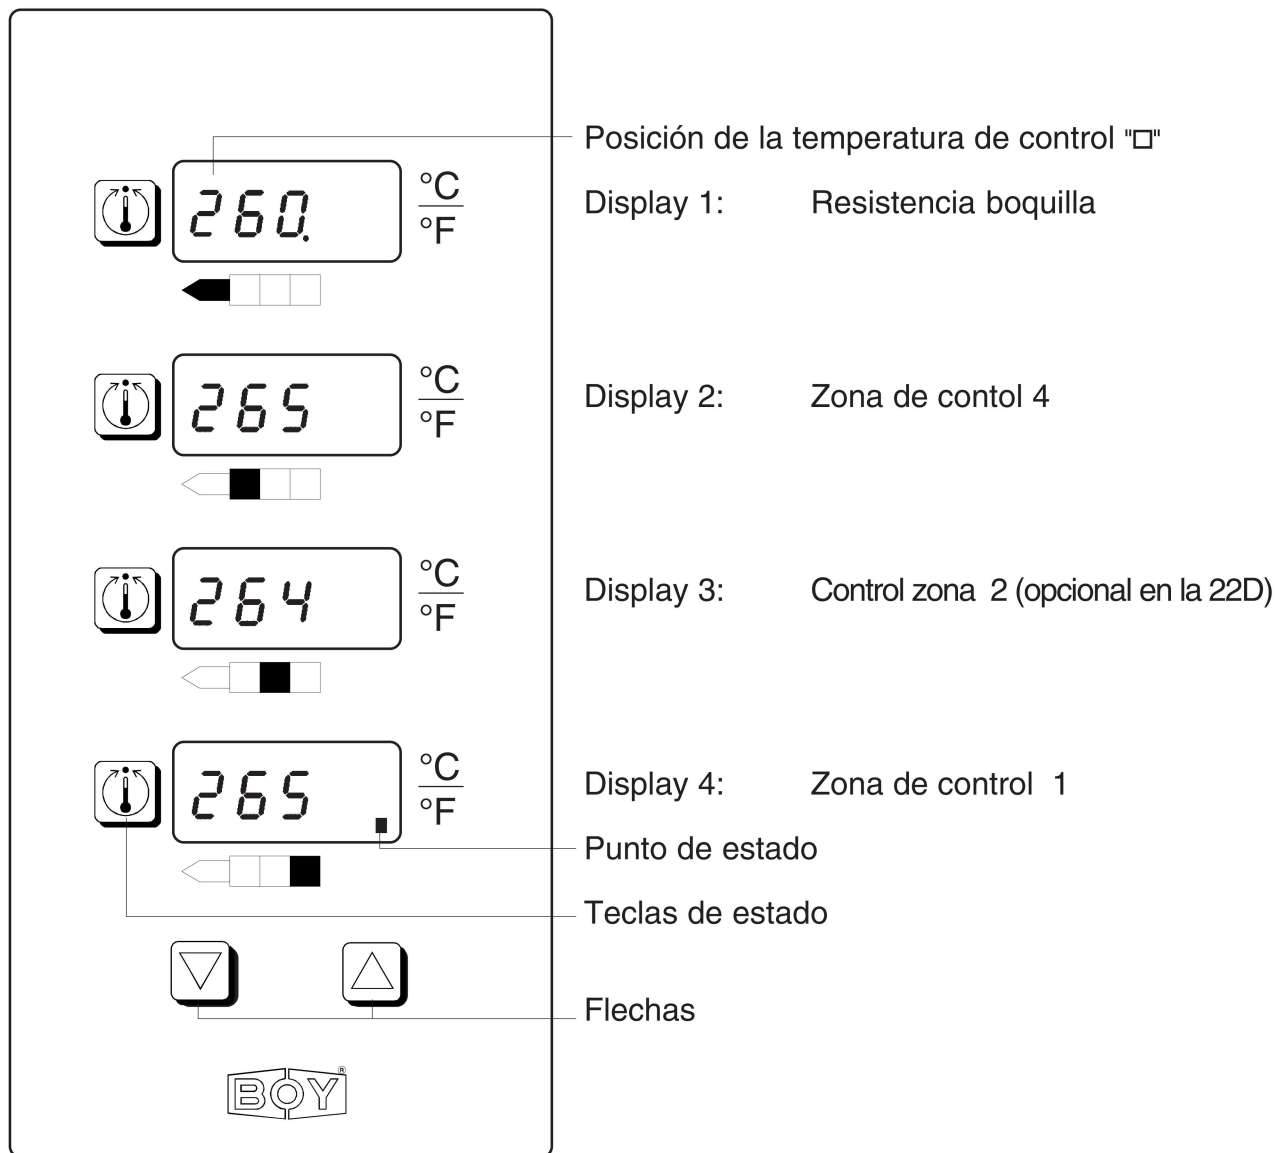 Posición de la temperatura de control "□"
260. °C
°F
Display 1: Resistencia boquilla
265 °C
°F
Display 2: Zona de contol 4
264 °C
°F
Display 3: Control zona 2 (opcional en la 22D)
265 °C
°F
Display 4: Zona de control 1
Punto de estado
Teclas de estado
Flechas
BOY®